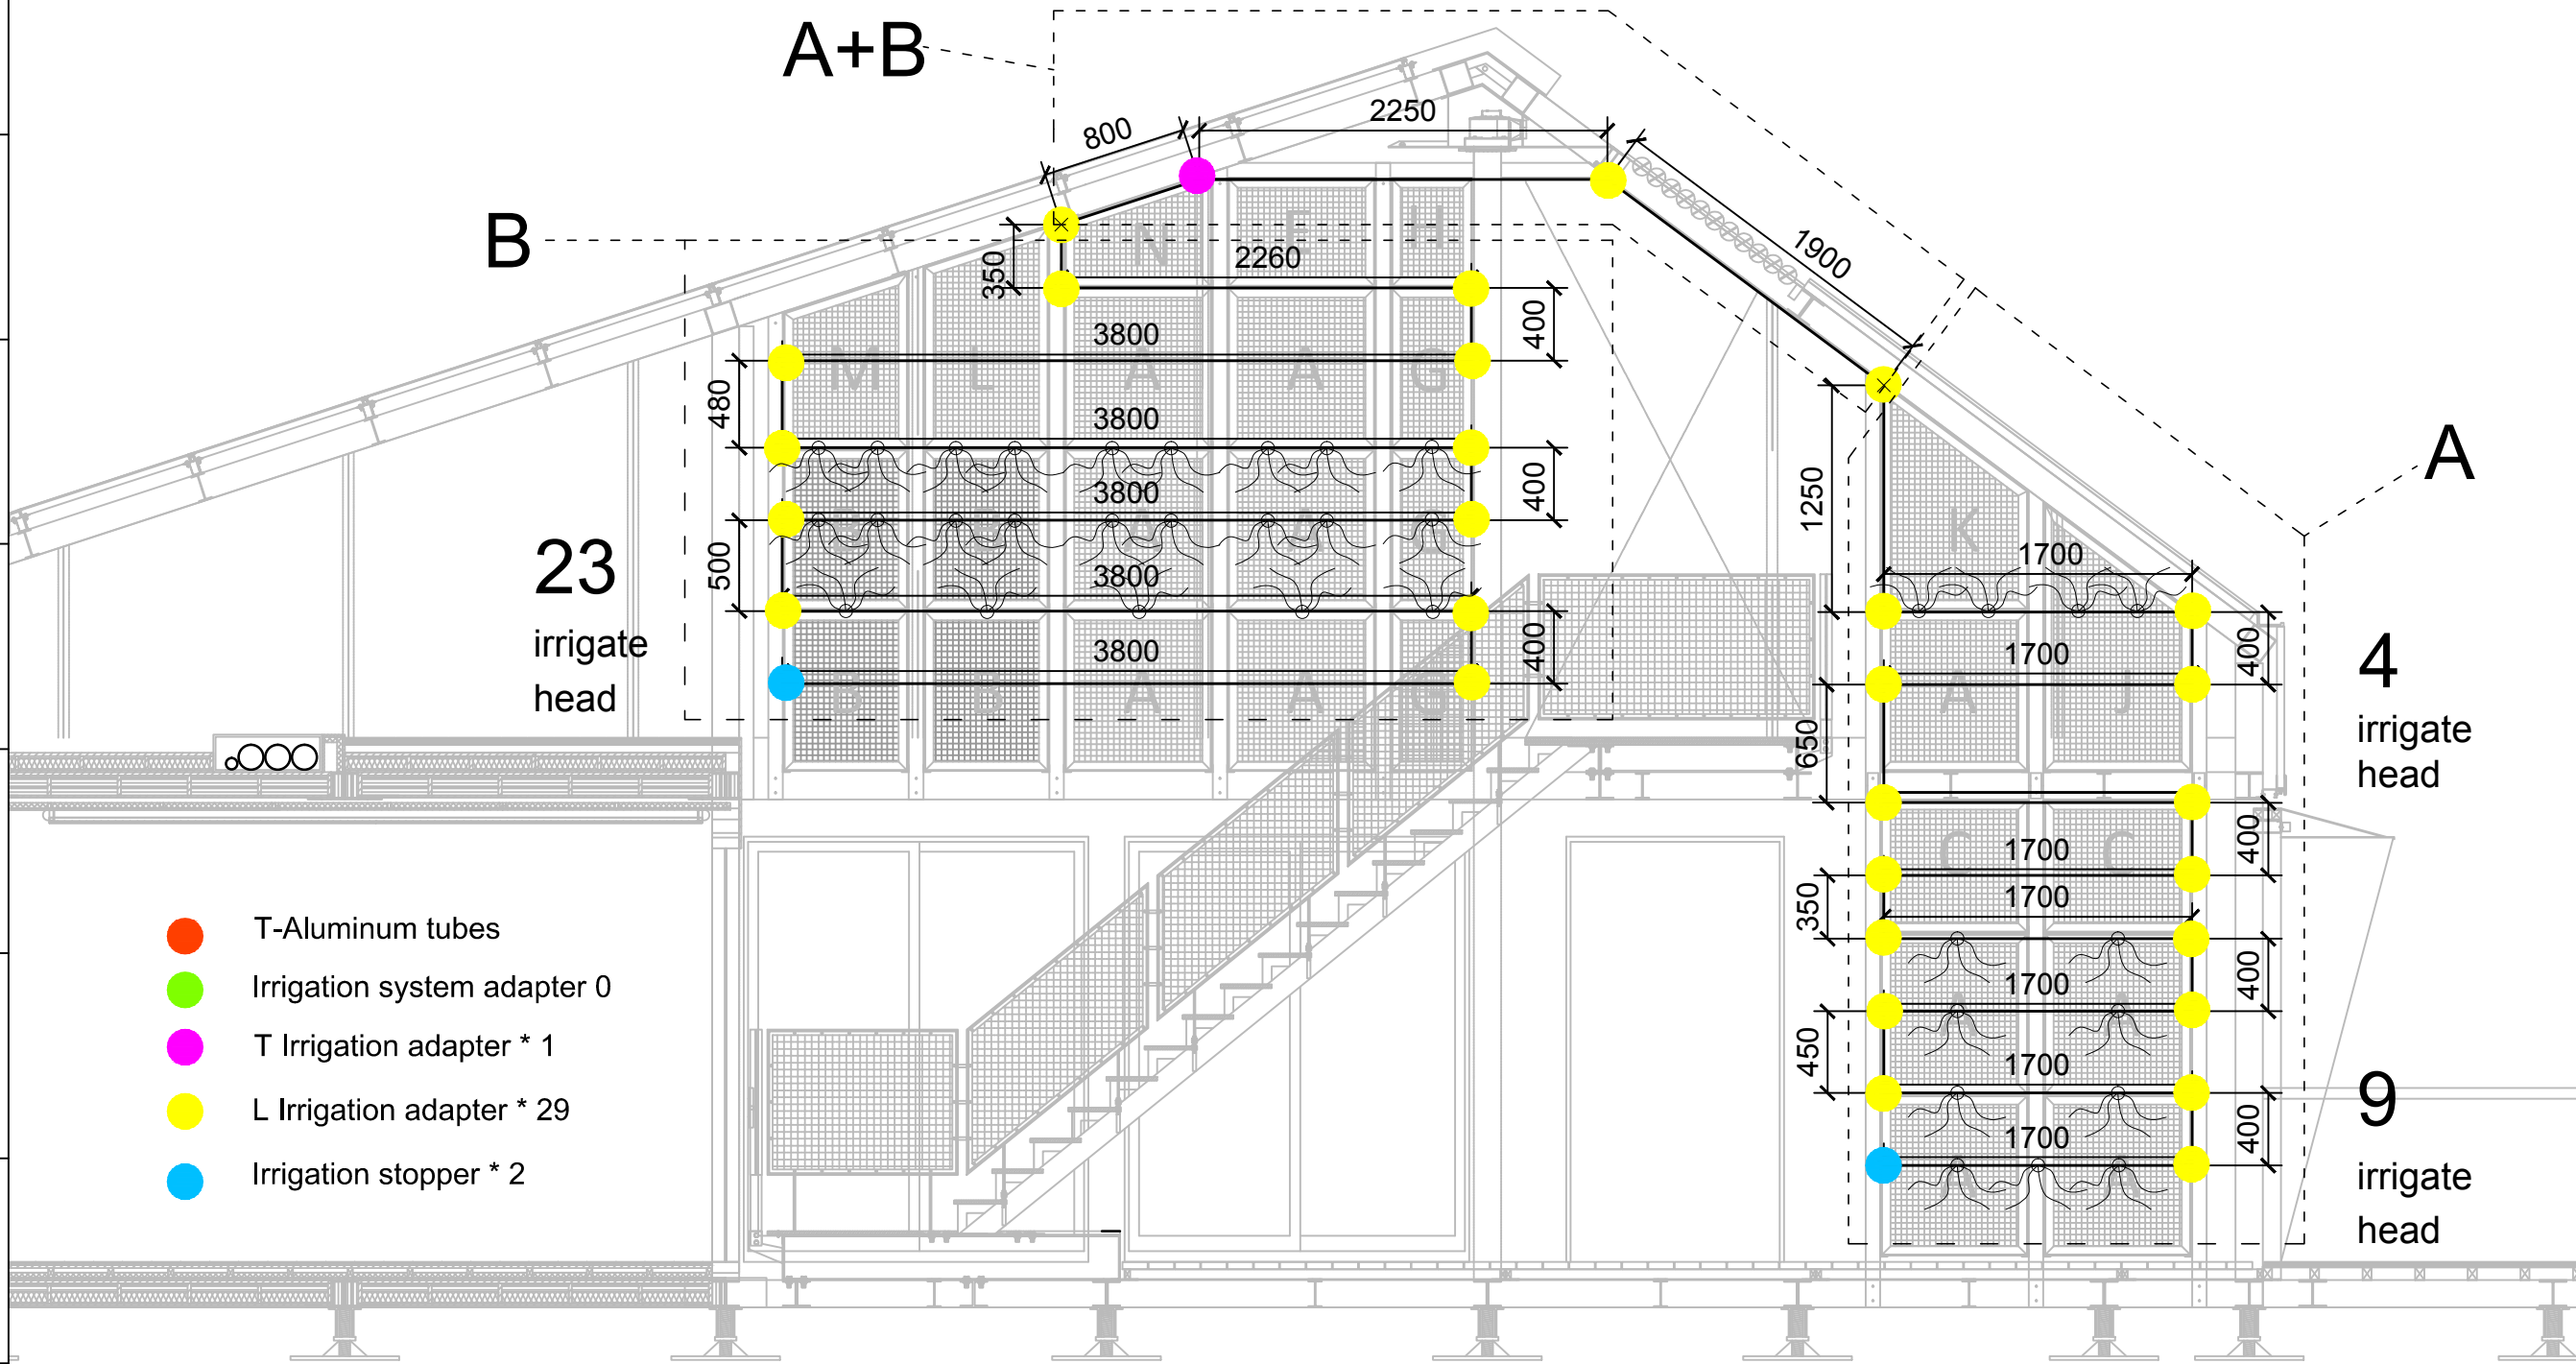 A+B
2250
800
B
N
E
H
1900
350
2260
400
3800
M
L
A
A
G
480
3800
A
400
3800
1250
K
23
irrigate
head
500
3800
1700
400
3800
400
1700
4
irrigate
head
B
B
A
A
G
A
J
650
C
C
1700
400
350
1700
T-Aluminum tubes
Irrigation system adapter 0
1700
400
T Irrigation adapter * 1
450
1700
L Irrigation adapter * 29
9
irrigate
head
1700
400
Irrigation stopper * 2